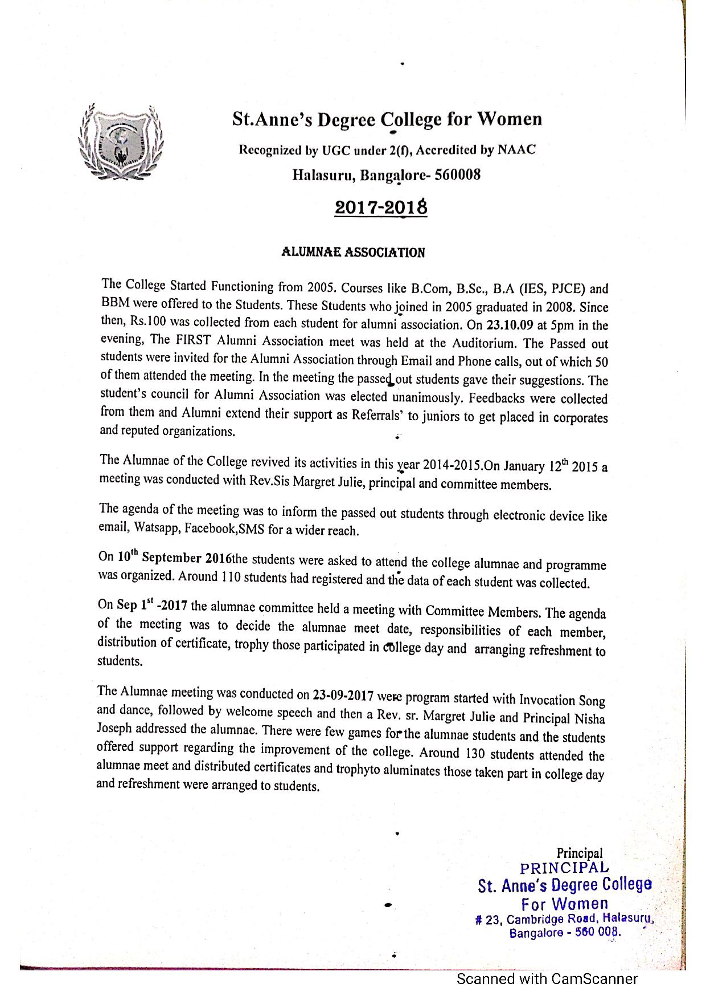 St.Anne's Degree College for Women
Recognized by UGC under 2(f), Accredited by NAAC
Halasuru, Bangalore- 560008
2017-2018
ALUMNAE ASSOCIATION
The College Started Functioning from 2005. Courses like B.Com, B.Sc., B.A (IES, PJCE) and
BBM were offered to the Students. These Students who joined in 2005 graduated in 2008. Since
then, Rs.100 was collected from each student for alumni association. On 23.10.09 at 5pm in the
evening, The FIRST Alumni Association meet was held at the Auditorium. The Passed out
students were invited for the Alumni Association through Email and Phone calls, out of which 50
of them attended the meeting. In the meeting the passed out students gave their suggestions. The
student's council for Alumni Association was elected unanimously. Feedbacks were collected
from them and Alumni extend their support as Referrals' to juniors to get placed in corporates
and reputed organizations.
The Alumnae of the College revived its activities in this year 2014-2015.On January 12th 2015 a
meeting was conducted with Rev.Sis Margret Julie, principal and committee members.
The agenda of the meeting was to inform the passed out students through electronic device like
email, Watsapp, Facebook,SMS for a wider reach.
On 10th September 2016the students were asked to attend the college alumnae and programme
was organized. Around 110 students had registered and the data of each student was collected.
On Sep 1st -2017 the alumnae committee held a meeting with Committee Members. The agenda
of the meeting was to decide the alumnae meet date, responsibilities of each member,
distribution of certificate, trophy those participated in college day and arranging refreshment to
students.
The Alumnae meeting was conducted on 23-09-2017 were program started with Invocation Song
and dance, followed by welcome speech and then a Rev. sr. Margret Julie and Principal Nisha
Joseph addressed the alumnae. There were few games for the alumnae students and the students
offered support regarding the improvement of the college. Around 130 students attended the
alumnae meet and distributed certificates and trophyto aluminates those taken part in college day
and refreshment were arranged to students.
Principal
PRINCIPAL
St. Anne's Degree College
For Women
# 23, Cambridge Road, Halasuru,
Bangalore - 560 008.
Scanned with CamScanner